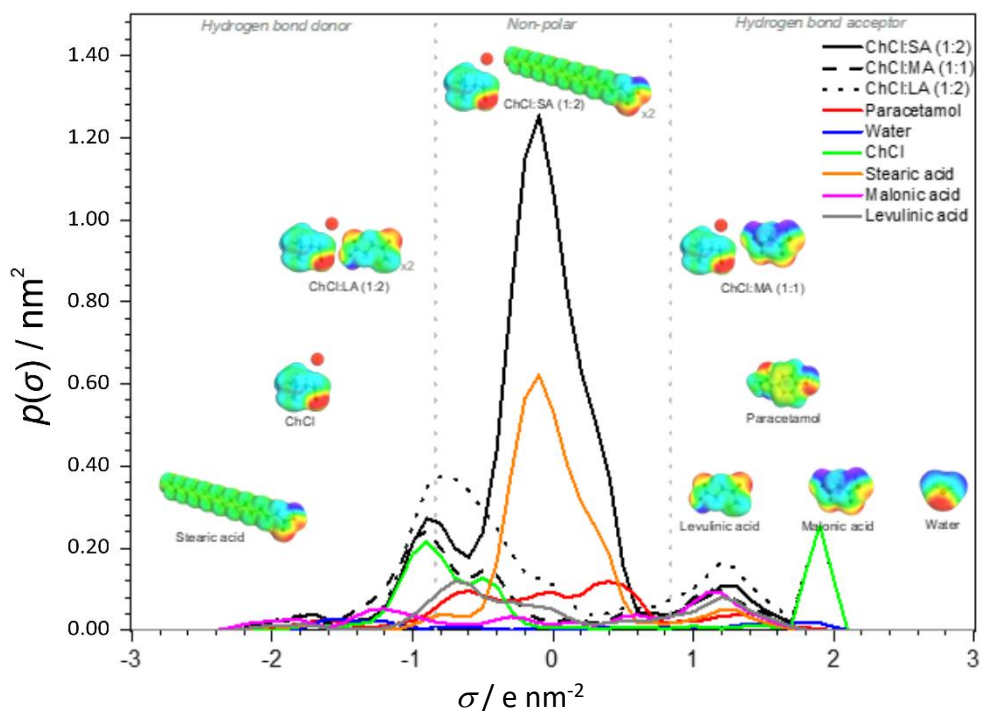 Hydrogen bond donor
Non-polar
Hydrogen bond acceptor
ChCl:SA (1:2)
ChCl:MA (1:1)
ChCl:LA (1:2)
Paracetamol
Water
ChCl
Stearic acid
Malonic acid
Levulinic acid
ChCl:SA (1:2)
x2
ChCl:LA (1:2)
x2
ChCl:MA (1:1)
ChCl
Paracetamol
Stearic acid
Levulinic acid
Malonic acid
Water
1.40
1.20
1.00
0.80
0.60
0.40
0.20
0.00
p(σ) / nm²
-3
-2
-1
0
1
2
3
σ / e nm⁻²